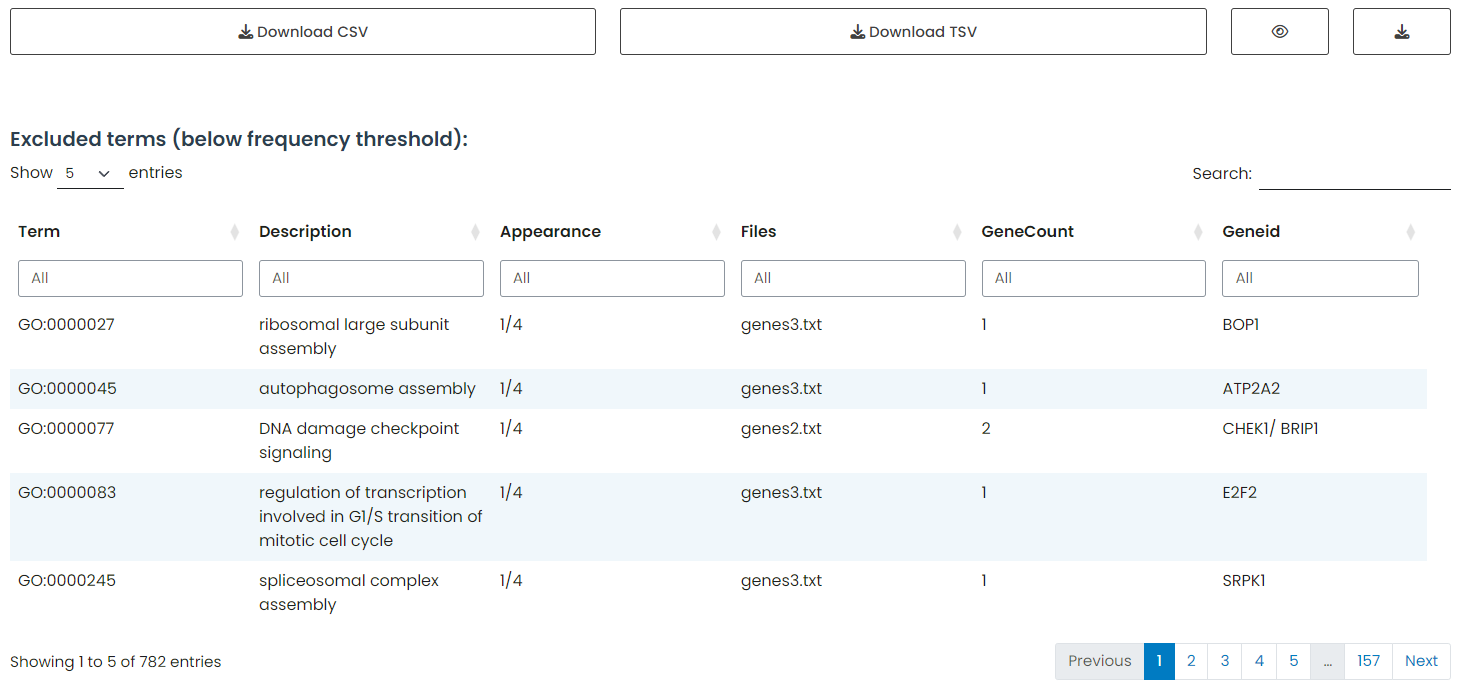 Download CSV
Download TSV
Excluded terms (below frequency threshold):
Show 5 entries
Search:
Term Description Appearance Files GeneCount Geneid
All All All All All All
GO:0000027 ribosomal large subunit 1/4 genes3.txt 1 BOP1
assembly
GO:0000045 autophagosome assembly 1/4 genes3.txt 1 ATP2A2
GO:0000077 DNA damage checkpoint 1/4 genes2.txt 2 CHEK1/ BRIP1
signaling
GO:0000083 regulation of transcription 1/4 genes3.txt 1 E2F2
involved in G1/S transition of
mitotic cell cycle
GO:0000245 spliceosomal complex 1/4 genes3.txt 1 SRPK1
assembly
Showing 1 to 5 of 782 entries
Previous 1 2 3 4 5 ... 157 Next